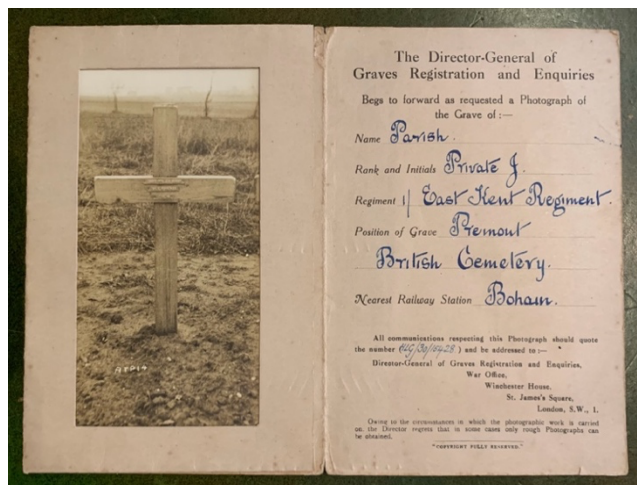 The Director-General of
Graves Registration and Enquiries
Begs to forward as requested a Photograph of
the Grave of :—
Name Parish.
Rank and Initials Private J.
Regiment 1/ East Kent Regiment.
Position of Grave Premont
British Cemetery.
Nearest Railway Station Bohain.
All communications respecting this Photograph should quote
the number ( ) and be addressed to :—
Director-General of Graves Registration and Enquiries,
War Office,
Winchester House,
St. James's Square,
London, S.W., 1.
Owing to the circumstances in which the photographic work is carried
on, the Director regrets that in some cases only rough Photographs can
be obtained.
"COPYRIGHT FULLY RESERVED."